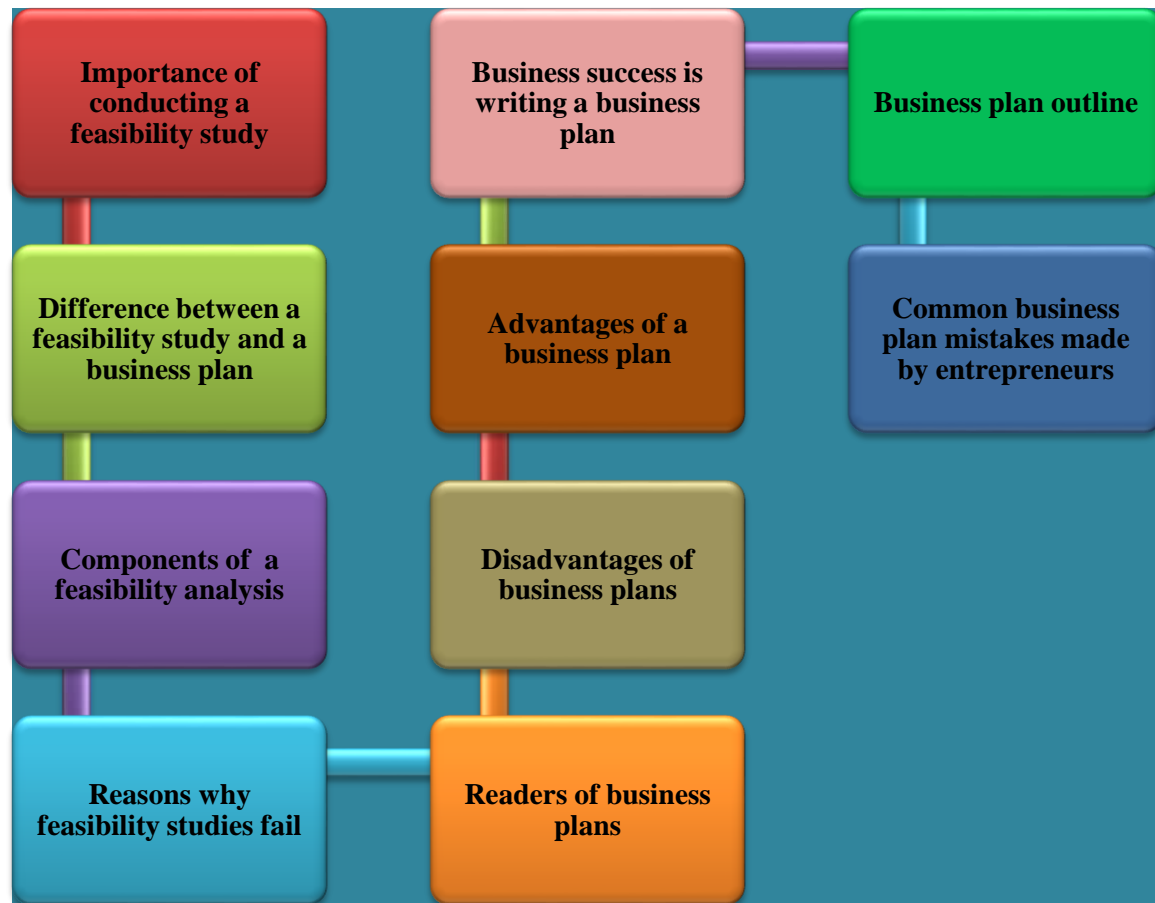 Importance of
conducting a
feasibility study
Difference between a
feasibility study and a
business plan
Components of  a
feasibility analysis
Reasons why
feasibility studies fail
Readers of business
plans
Disadvantages of
business plans
Advantages of a
business plan
Business success is
writing a business
plan
Business plan outline
Common business
plan mistakes made
by entrepreneurs